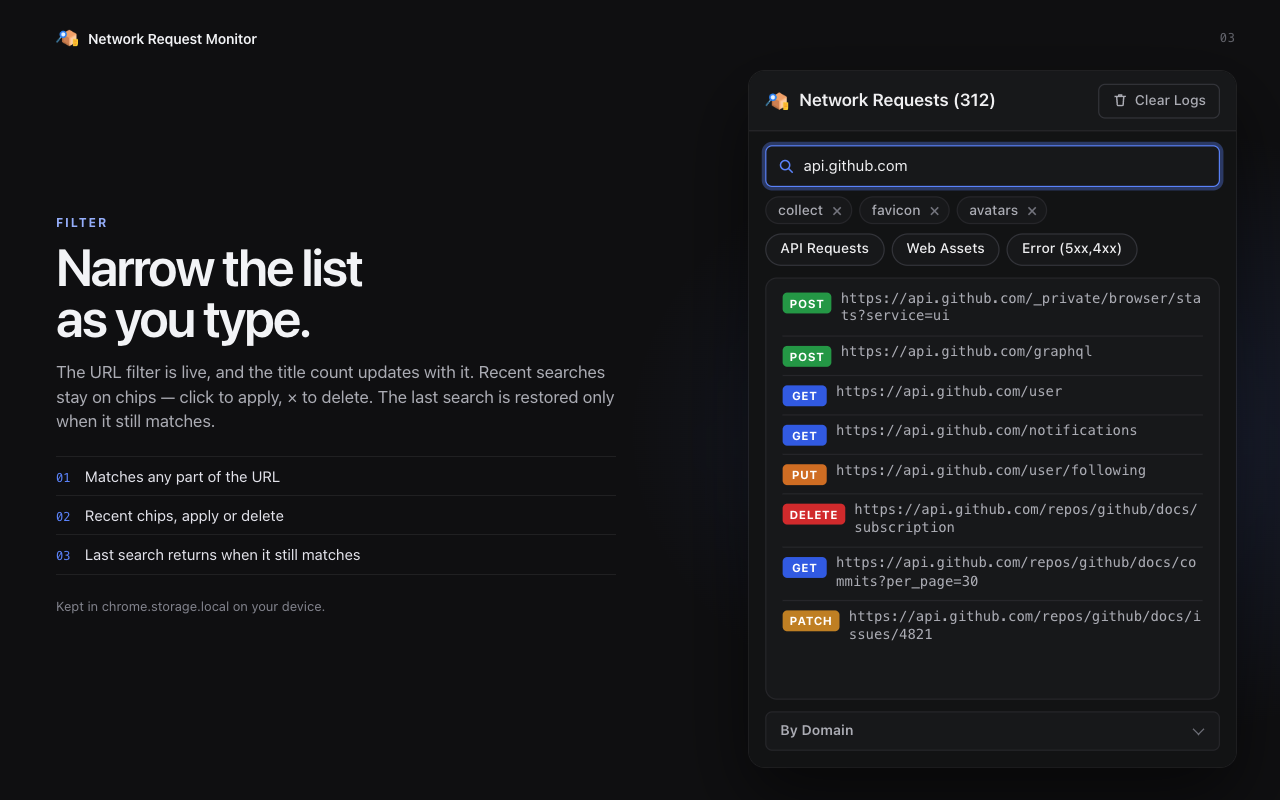 Network Request Monitor
03
FILTER
Narrow the list
as you type.
The URL filter is live, and the title count updates with it. Recent searches
stay on chips — click to apply, × to delete. The last search is restored only
when it still matches.
01 Matches any part of the URL
02 Recent chips, apply or delete
03 Last search returns when it still matches
Kept in chrome.storage.local on your device.
Network Requests (312)
Clear Logs
api.github.com
collect × favicon × avatars ×
API Requests Web Assets Error (5xx,4xx)
POST https://api.github.com/_private/browser/sta
ts?service=ui
POST https://api.github.com/graphql
GET https://api.github.com/user
GET https://api.github.com/notifications
PUT https://api.github.com/user/following
DELETE https://api.github.com/repos/github/docs/
subscription
GET https://api.github.com/repos/github/docs/co
mmits?per_page=30
PATCH https://api.github.com/repos/github/docs/i
ssues/4821
By Domain